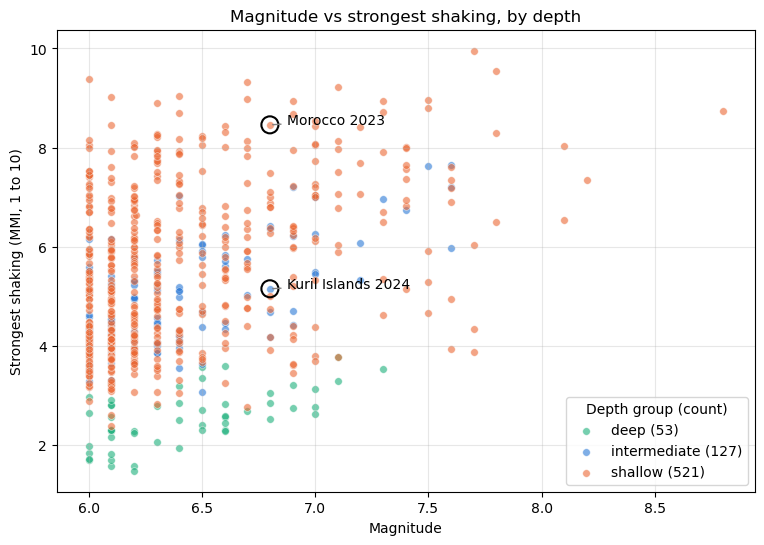 Magnitude vs strongest shaking, by depth
Strongest shaking (MMI, 1 to 10)
10
8
6
4
2
Morocco 2023
Kuril Islands 2024
Depth group (count)
deep (53)
intermediate (127)
shallow (521)
6.0 6.5 7.0 7.5 8.0 8.5
Magnitude